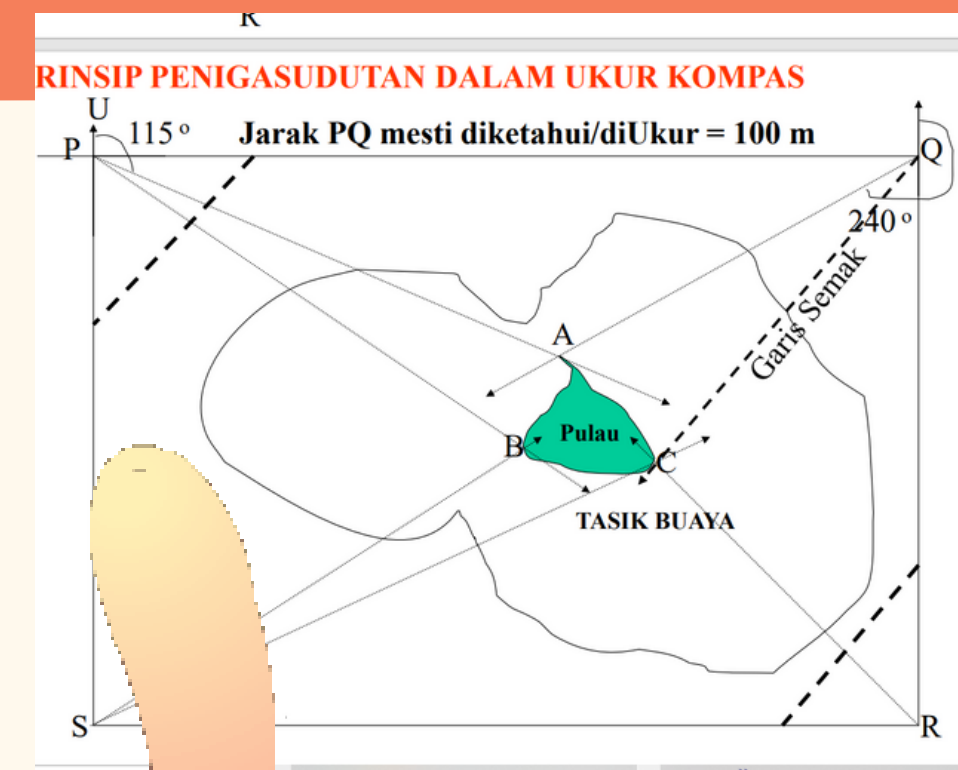 R
RINSIP PENIGASUDUTAN DALAM UKUR KOMPAS
U
P
115°
Jarak PQ mesti diketahui/diUkur = 100 m
Q
240°
Garis Semak
A
B
Pulau
C
TASIK BUAYA
S
R